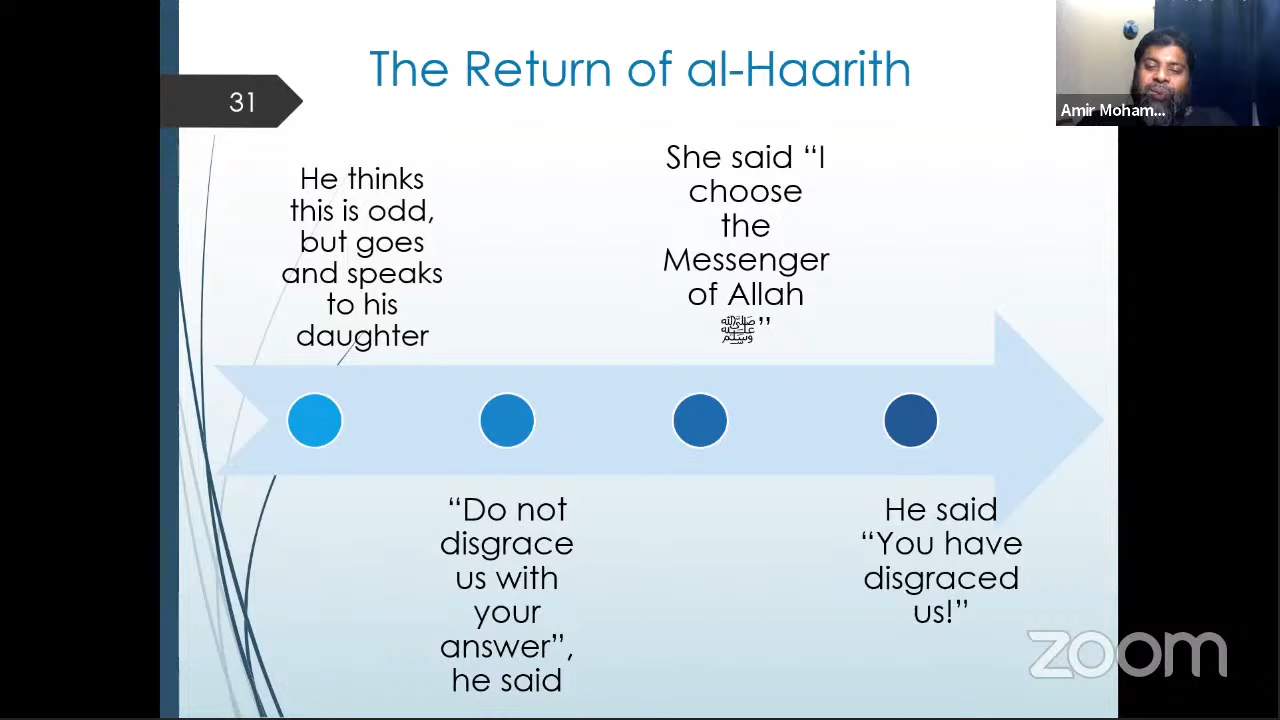 The Return of al-Haarith
31
Amir Moham...
He thinks
this is odd,
but goes
and speaks
to his
daughter
“Do not
disgrace
us with
your
answer”,
he said
She said “I
choose
the
Messenger
of Allah
ﷺ”
He said
“You have
disgraced
us!”
zoom